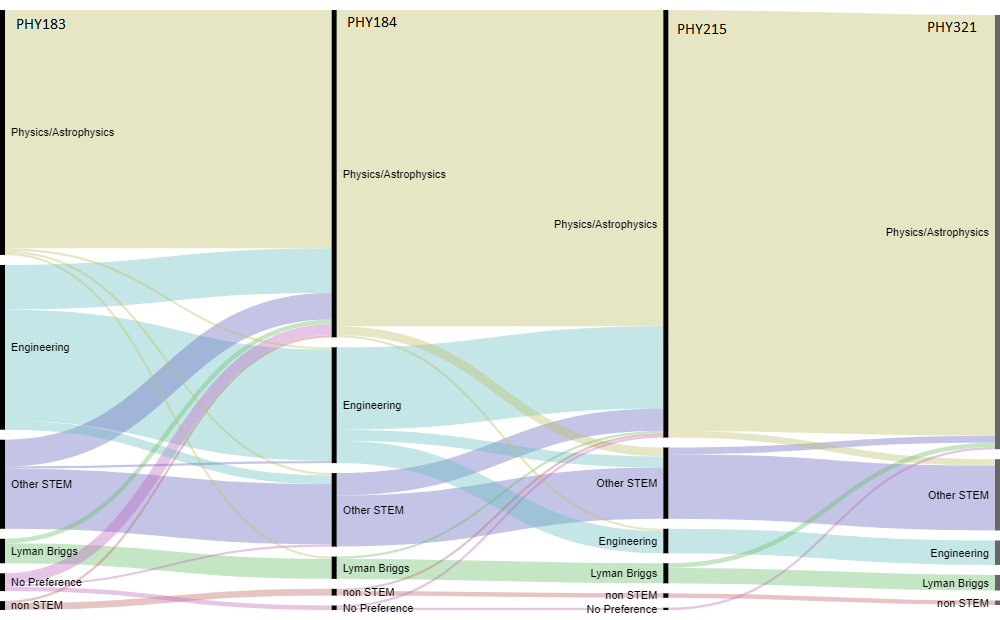 PHY183
PHY184
PHY215
PHY321
Physics/Astrophysics
Engineering
Other STEM
Lyman Briggs
No Preference
non STEM
Physics/Astrophysics
Engineering
Other STEM
Lyman Briggs
non STEM
No Preference
Physics/Astrophysics
Other STEM
Engineering
Lyman Briggs
non STEM
No Preference
Physics/Astrophysics
Other STEM
Engineering
Lyman Briggs
non STEM